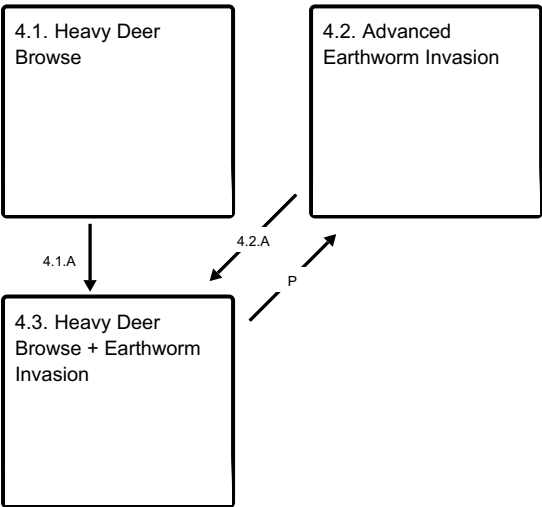 4.1. Heavy Deer
Browse
4.2. Advanced
Earthworm Invasion
4.2.A
4.1.A
P
4.3. Heavy Deer
Browse + Earthworm
Invasion